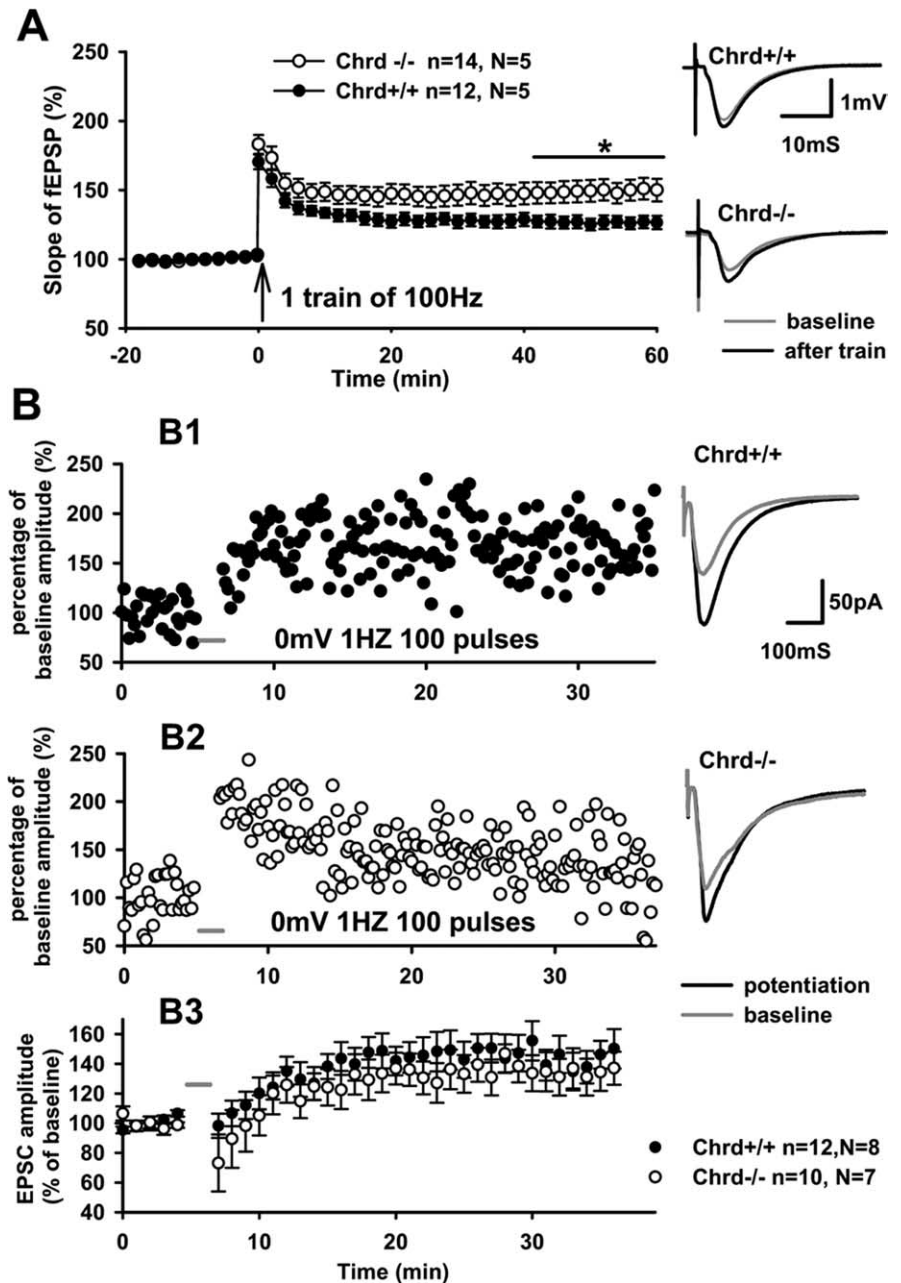 A
Slope of fEPSP (%)
250
200
150
100
50
Chrd -/- n=14, N=5
Chrd+/+ n=12, N=5
*
1 train of 100Hz
-20 0 20 40 60
Time (min)
Chrd+/+
1mV
10mS
Chrd-/-
baseline
after train
B
B1
percentage of
baseline amplitude (%)
250
200
150
100
50
0mV 1HZ 100 pulses
0 10 20 30
Chrd+/+
50pA
100mS
B2
percentage of
baseline amplitude (%)
250
200
150
100
50
0mV 1HZ 100 pulses
0 10 20 30
Chrd-/-
potentiation
baseline
B3
EPSC amplitude
(% of baseline)
160
140
120
100
80
60
40
0 10 20 30
Time (min)
Chrd+/+ n=12,N=8
Chrd-/- n=10, N=7